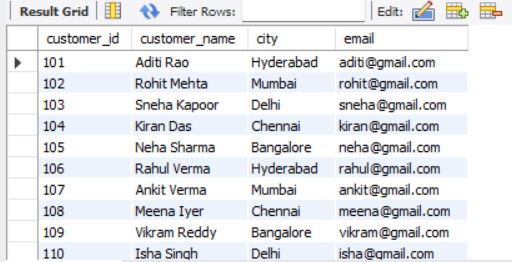 Result Grid Filter Rows: Edit:
customer_id customer_name city email
101 Aditi Rao Hyderabad aditi@gmail.com
102 Rohit Mehta Mumbai rohit@gmail.com
103 Sneha Kapoor Delhi sneha@gmail.com
104 Kiran Das Chennai kiran@gmail.com
105 Neha Sharma Bangalore neha@gmail.com
106 Rahul Verma Hyderabad rahul@gmail.com
107 Ankit Verma Mumbai ankit@gmail.com
108 Meena Iyer Chennai meena@gmail.com
109 Vikram Reddy Bangalore vikram@gmail.com
110 Isha Singh Delhi isha@gmail.com